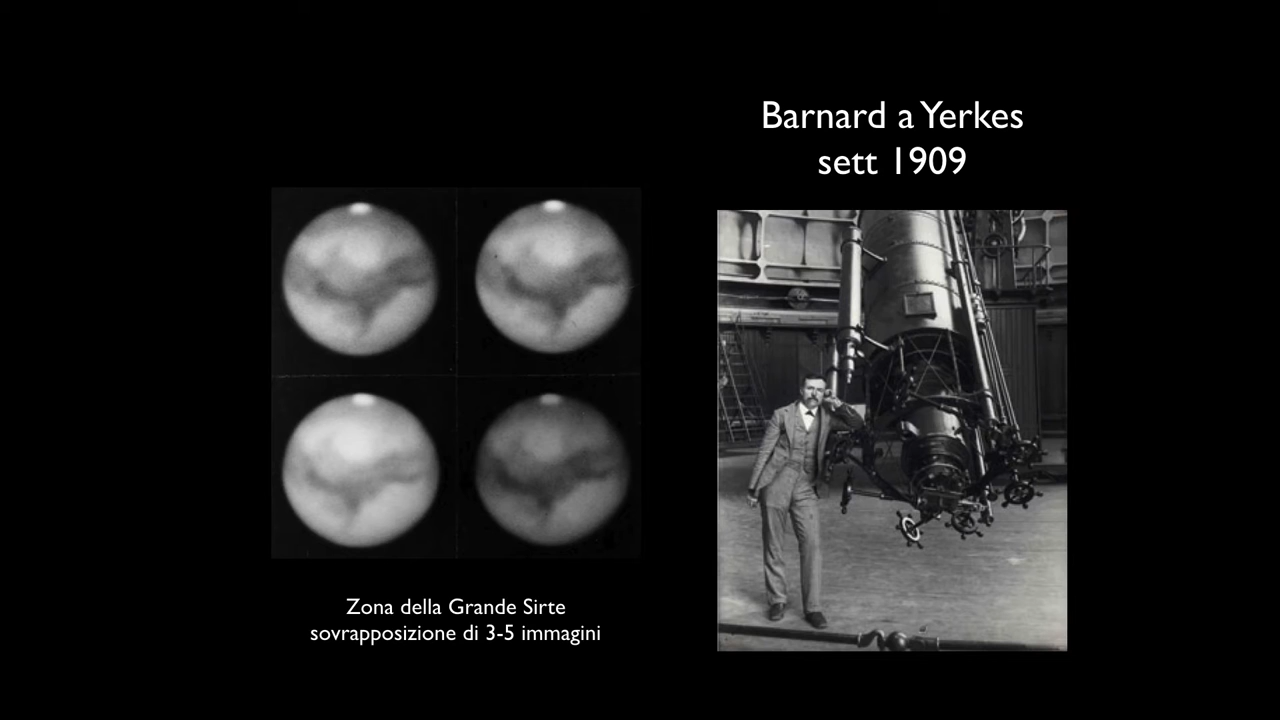 Barnard a Yerkes
sett 1909
Zona della Grande Sirte
sovrapposizione di 3-5 immagini